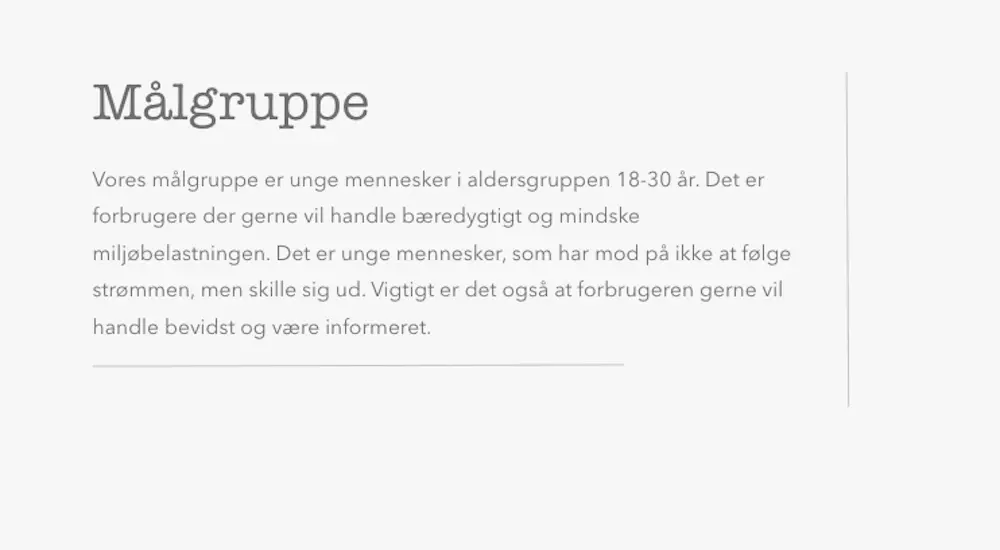 Målgruppe
Vores målgruppe er unge mennesker i aldersgruppen 18-30 år. Det er
forbrugere der gerne vil handle bæredygtigt og mindske
miljøbelastningen. Det er unge mennesker, som har mod på ikke at følge
strømmen, men skille sig ud. Vigtigt er det også at forbrugeren gerne vil
handle bevidst og være informeret.